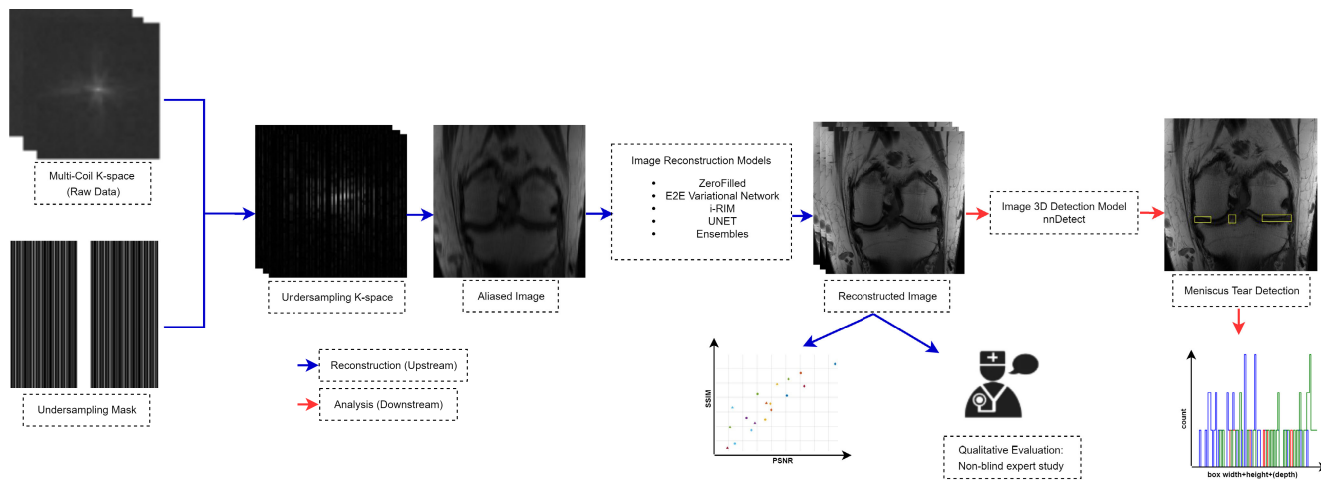 Multi-Coil K-space
(Raw Data)
Undersampling Mask
Urdersampling K-space
Aliased Image
Reconstruction (Upstream)
Analysis (Downstream)
Image Reconstruction Models
• ZeroFilled
• E2E Variational Network
• i-RIM
• UNET
• Ensembles
Reconstructed Image
SSIM
PSNR
Qualitative Evaluation:
Non-blind expert study
Image 3D Detection Model
nnDetect
Meniscus Tear Detection
count
box width+height+(depth)